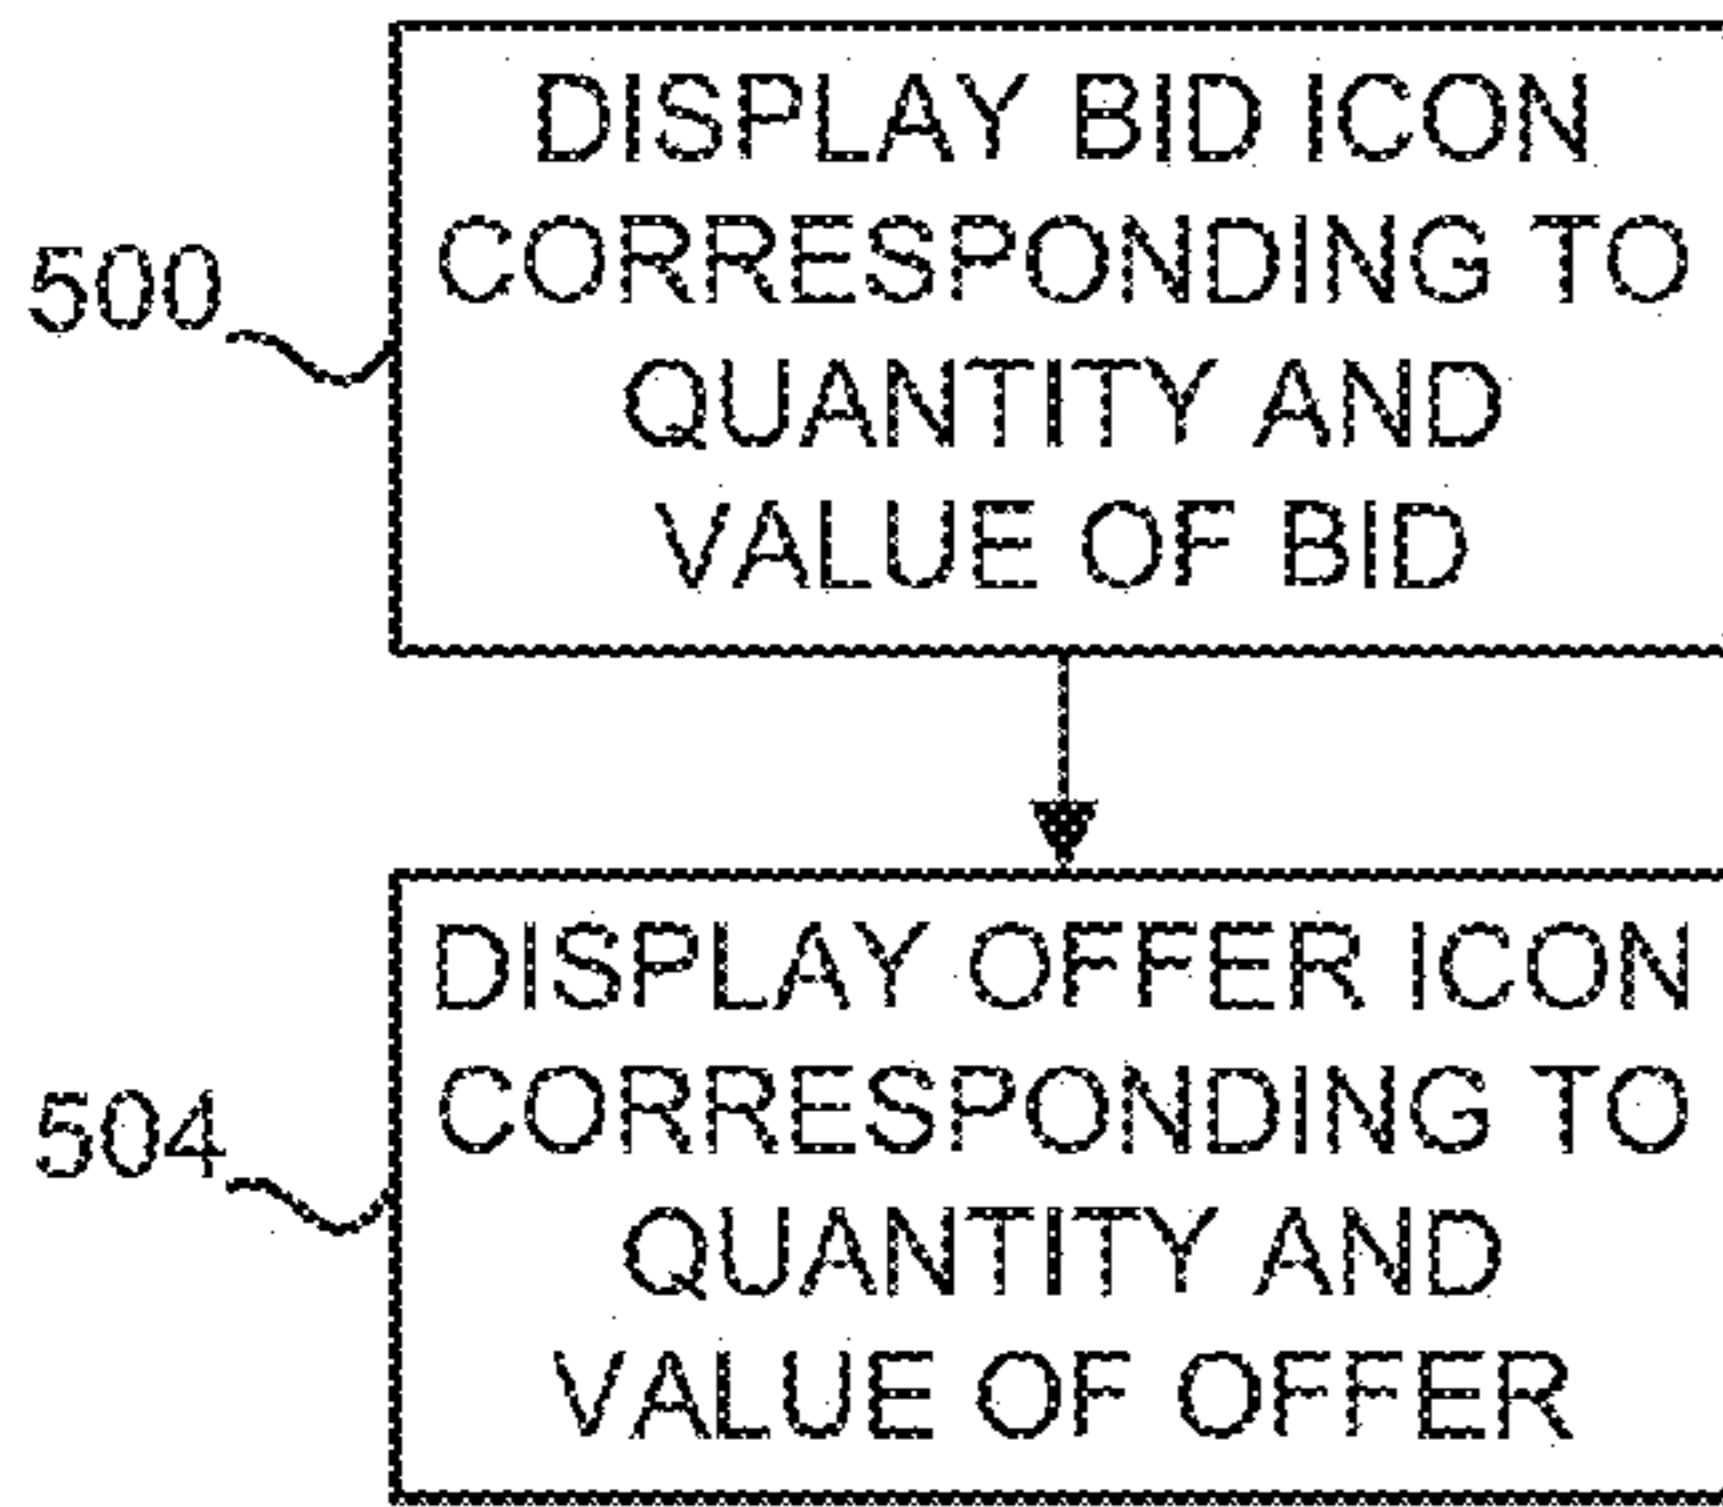 DISPLAY BID ICON
CORRESPONDING TO
QUANTITY AND
VALUE OF BID
500
DISPLAY OFFER ICON
CORRESPONDING TO
QUANTITY AND
VALUE OF OFFER
504